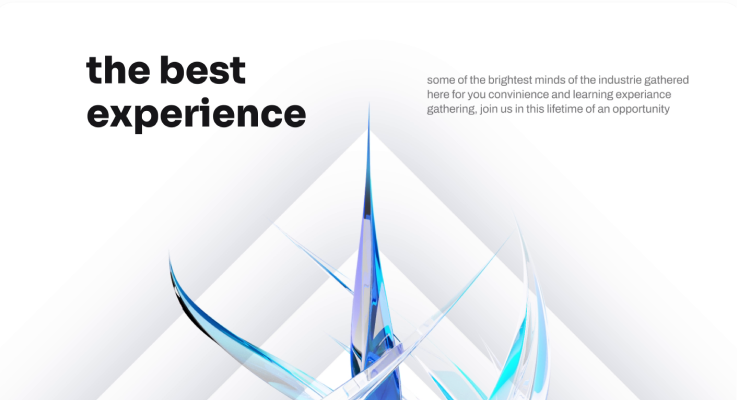 the best
experience
some of the brightest minds of the industrie gathered
here for you convinience and learning experiance
gathering, join us in this lifetime of an opportunity